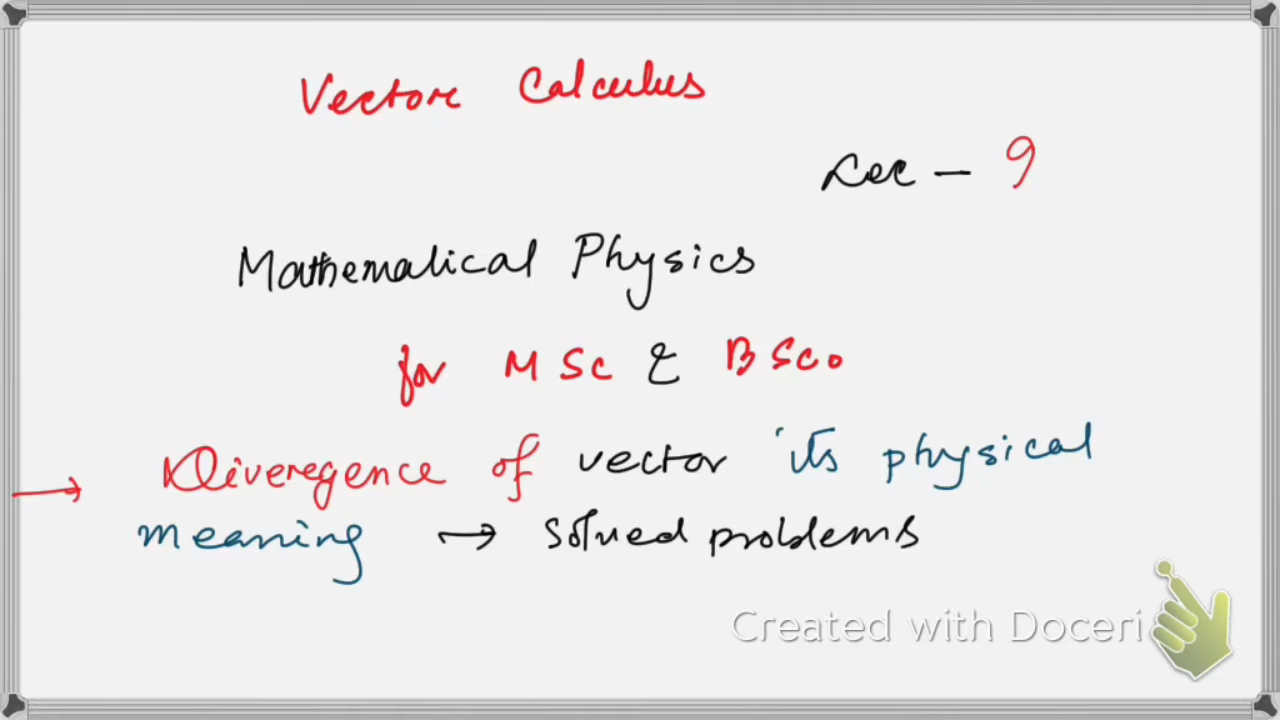 Vector Calculus
Lec - 9
Mathematical Physics
for MSc & BSc.
Diveregence of vector its physical
meaning → solved problems
Created with Doceri